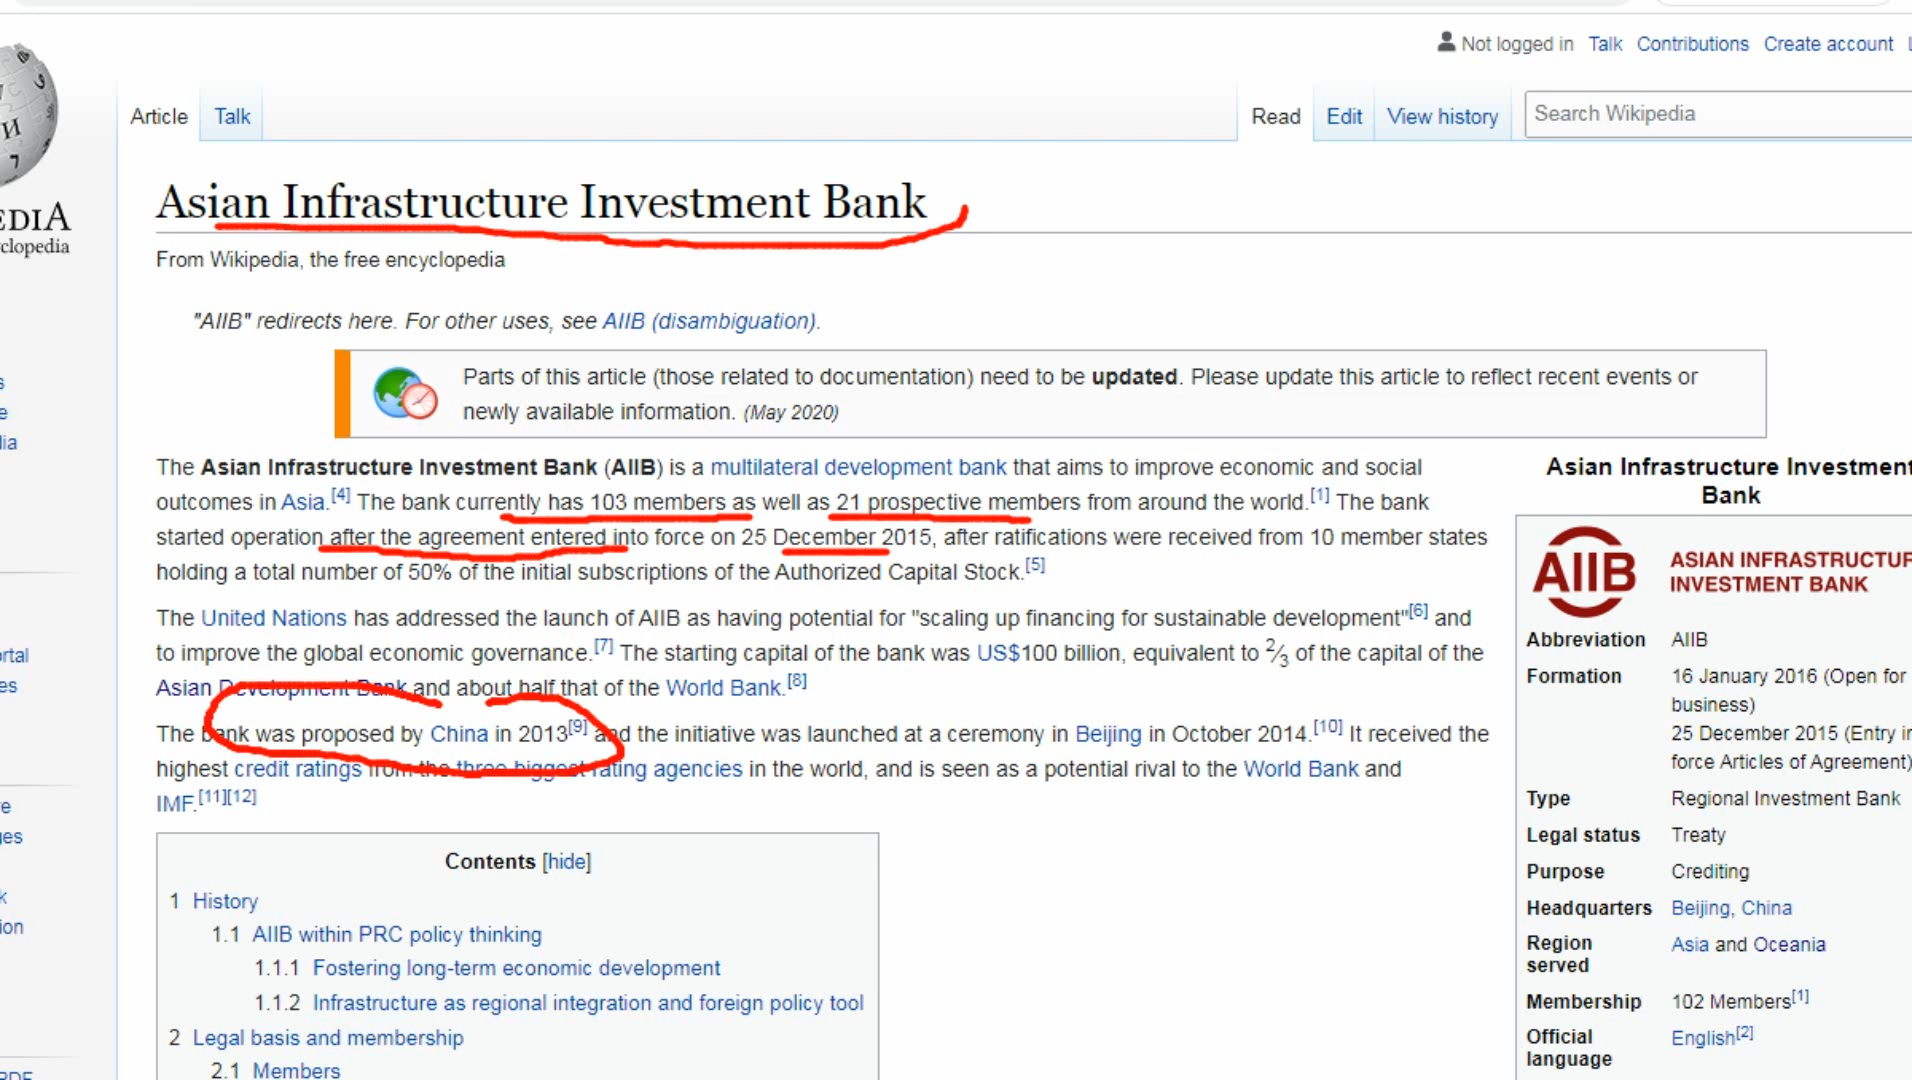 Not logged in Talk Contributions Create account
Article Talk Read Edit View history Search Wikipedia
EDIA
clopedia
Asian Infrastructure Investment Bank
From Wikipedia, the free encyclopedia
"AIIB" redirects here. For other uses, see AIIB (disambiguation).
Parts of this article (those related to documentation) need to be updated. Please update this article to reflect recent events or
newly available information. (May 2020)
The Asian Infrastructure Investment Bank (AIIB) is a multilateral development bank that aims to improve economic and social
outcomes in Asia.[4] The bank currently has 103 members as well as 21 prospective members from around the world.[1] The bank
started operation after the agreement entered into force on 25 December 2015, after ratifications were received from 10 member states
holding a total number of 50% of the initial subscriptions of the Authorized Capital Stock.[5]
The United Nations has addressed the launch of AIIB as having potential for "scaling up financing for sustainable development"[6] and
to improve the global economic governance.[7] The starting capital of the bank was US$100 billion, equivalent to 2⁄3 of the capital of the
Asian Development Bank and about half that of the World Bank.[8]
The bank was proposed by China in 2013[9] and the initiative was launched at a ceremony in Beijing in October 2014.[10] It received the
highest credit ratings from the three biggest rating agencies in the world, and is seen as a potential rival to the World Bank and
IMF.[11][12]
Contents [hide]
1 History
1.1 AIIB within PRC policy thinking
1.1.1 Fostering long-term economic development
1.1.2 Infrastructure as regional integration and foreign policy tool
2 Legal basis and membership
2.1 Members
Asian Infrastructure Investment
Bank
AIIB
ASIAN INFRASTRUCTUR
INVESTMENT BANK
Abbreviation AIIB
Formation 16 January 2016 (Open for
business)
25 December 2015 (Entry in
force Articles of Agreement)
Type Regional Investment Bank
Legal status Treaty
Purpose Crediting
Headquarters Beijing, China
Region
served
Asia and Oceania
Membership 102 Members[1]
Official
language
English[2]